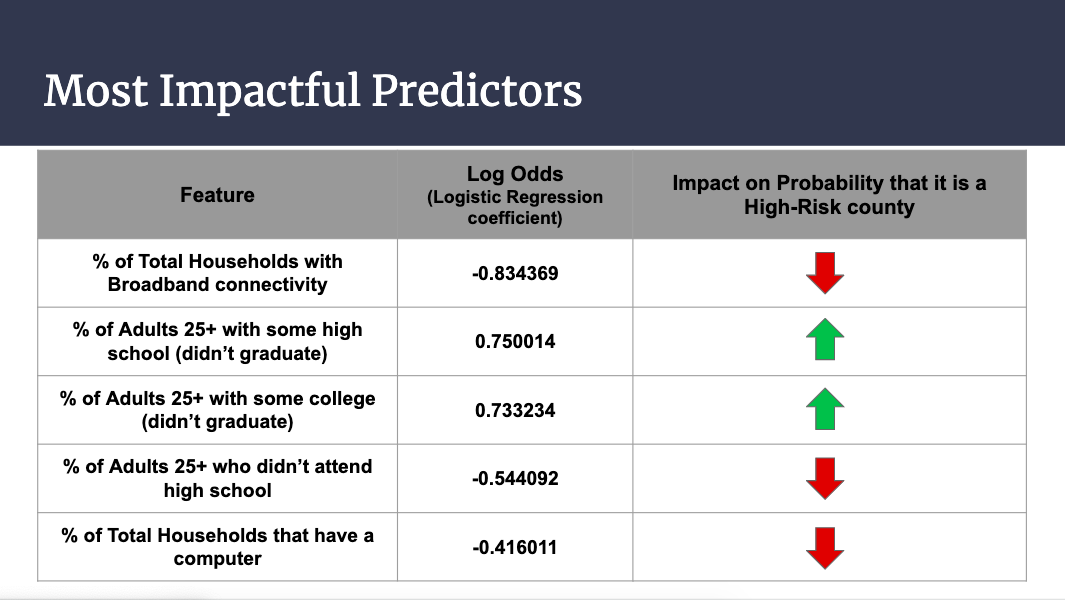 Most Impactful Predictors
Feature
Log Odds
(Logistic Regression
coefficient)
Impact on Probability that it is a
High-Risk county
% of Total Households with
Broadband connectivity
-0.834369
% of Adults 25+ with some high
school (didn’t graduate)
0.750014
% of Adults 25+ with some college
(didn’t graduate)
0.733234
% of Adults 25+ who didn’t attend
high school
-0.544092
% of Total Households that have a
computer
-0.416011